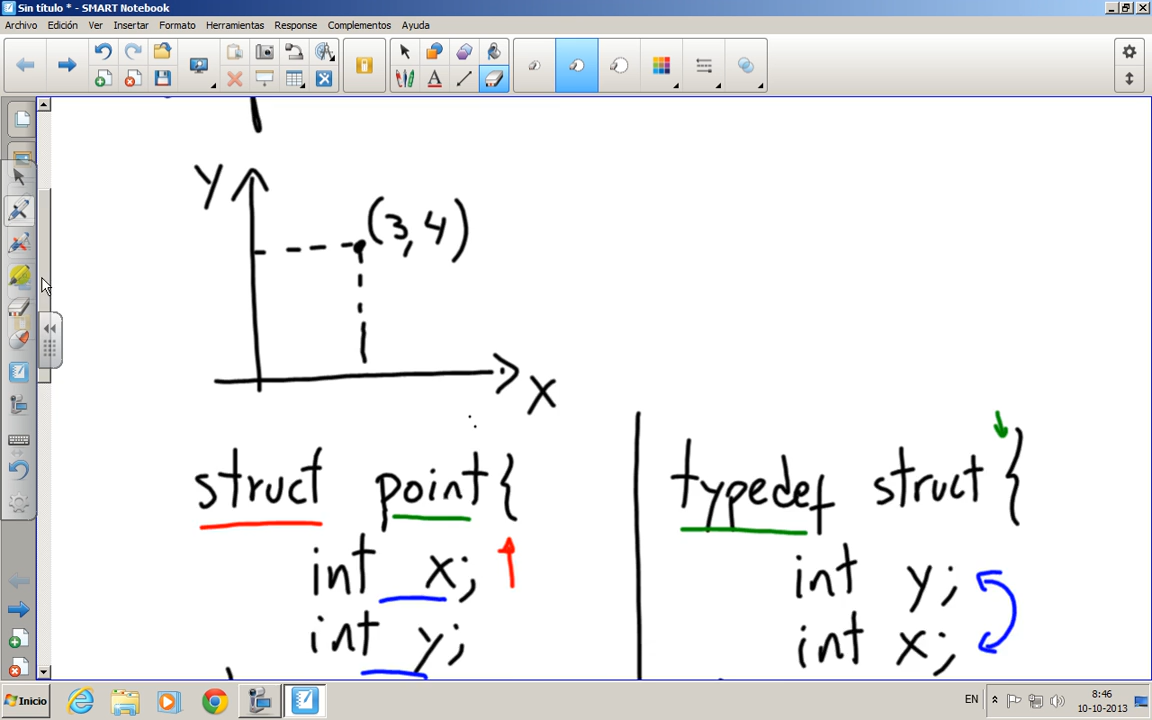 Sin título * - SMART Notebook
Archivo Edición Ver Insertar Formato Herramientas Response Complementos Ayuda
Y
(3,4)
X
struct point{
int x;
int y;
typedef struct {
int y;
int x;
Inicio
EN
8:46
10-10-2013